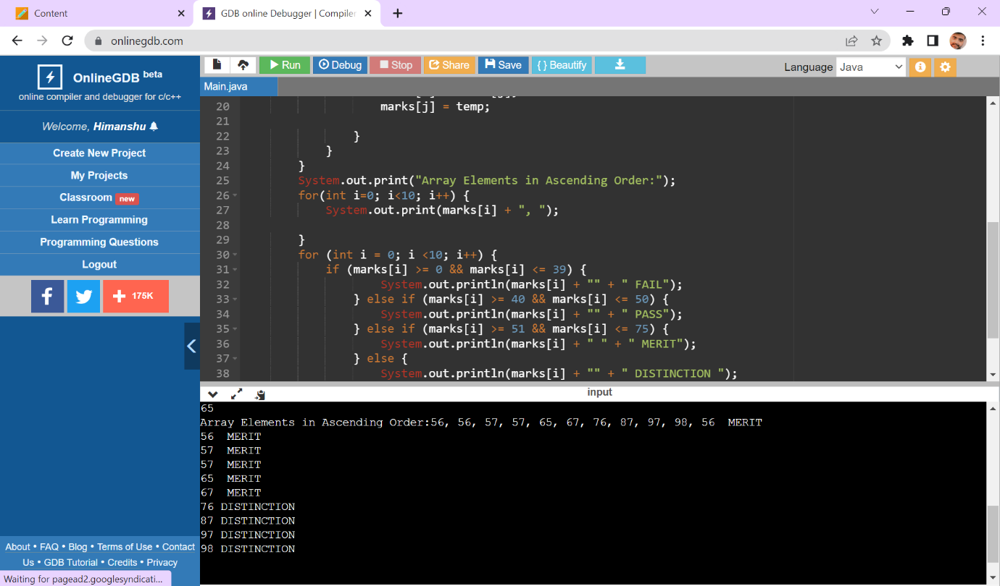 Content
GDB online Debugger | Compiler
onlinegdb.com
OnlineGDB beta
online compiler and debugger for c/c++
Welcome, Himanshu
Create New Project
My Projects
Classroom new
Learn Programming
Programming Questions
Logout
175K
About • FAQ • Blog • Terms of Use • Contact
Us • GDB Tutorial • Credits • Privacy
Waiting for pagead2.googlesyndicati...
Run Debug Stop Share Save { } Beautify
Language Java
Main.java
20 marks[j] = temp;
21
22 }
23 }
24 }
25 System.out.print("Array Elements in Ascending Order:");
26 for(int i=0; i<10; i++) {
27 System.out.print(marks[i] + ", ");
28
29 }
30 for (int i = 0; i <10; i++) {
31 if (marks[i] >= 0 && marks[i] <= 39) {
32 System.out.println(marks[i] + "" + " FAIL");
33 } else if (marks[i] >= 40 && marks[i] <= 50) {
34 System.out.println(marks[i] + "" + " PASS");
35 } else if (marks[i] >= 51 && marks[i] <= 75) {
36 System.out.println(marks[i] + " " + " MERIT");
37 } else {
38 System.out.println(marks[i] + "" + " DISTINCTION ");
input
65
Array Elements in Ascending Order:56, 56, 57, 57, 65, 67, 76, 87, 97, 98, 56  MERIT
56  MERIT
57  MERIT
57  MERIT
65  MERIT
67  MERIT
76 DISTINCTION
87 DISTINCTION
97 DISTINCTION
98 DISTINCTION